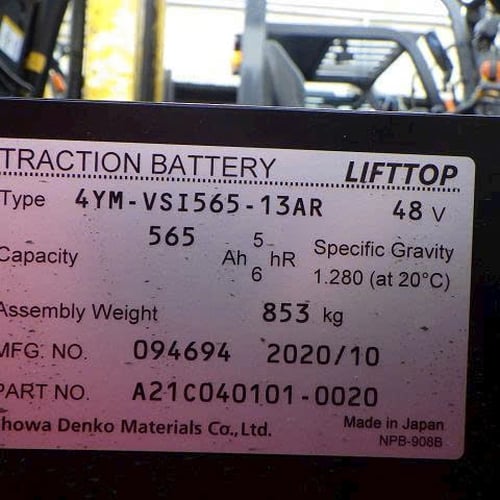 TRACTION BATTERY LIFTTOP
Type 4YM-VSI565-13AR 48 V
Capacity 565 Ah 5 6 hR Specific Gravity
1.280 (at 20°C)
Assembly Weight 853 kg
MFG. NO. 094694 2020/10
PART NO. A21C040101-0020
howa Denko Materials Co.,Ltd. Made in Japan
NPB-908B